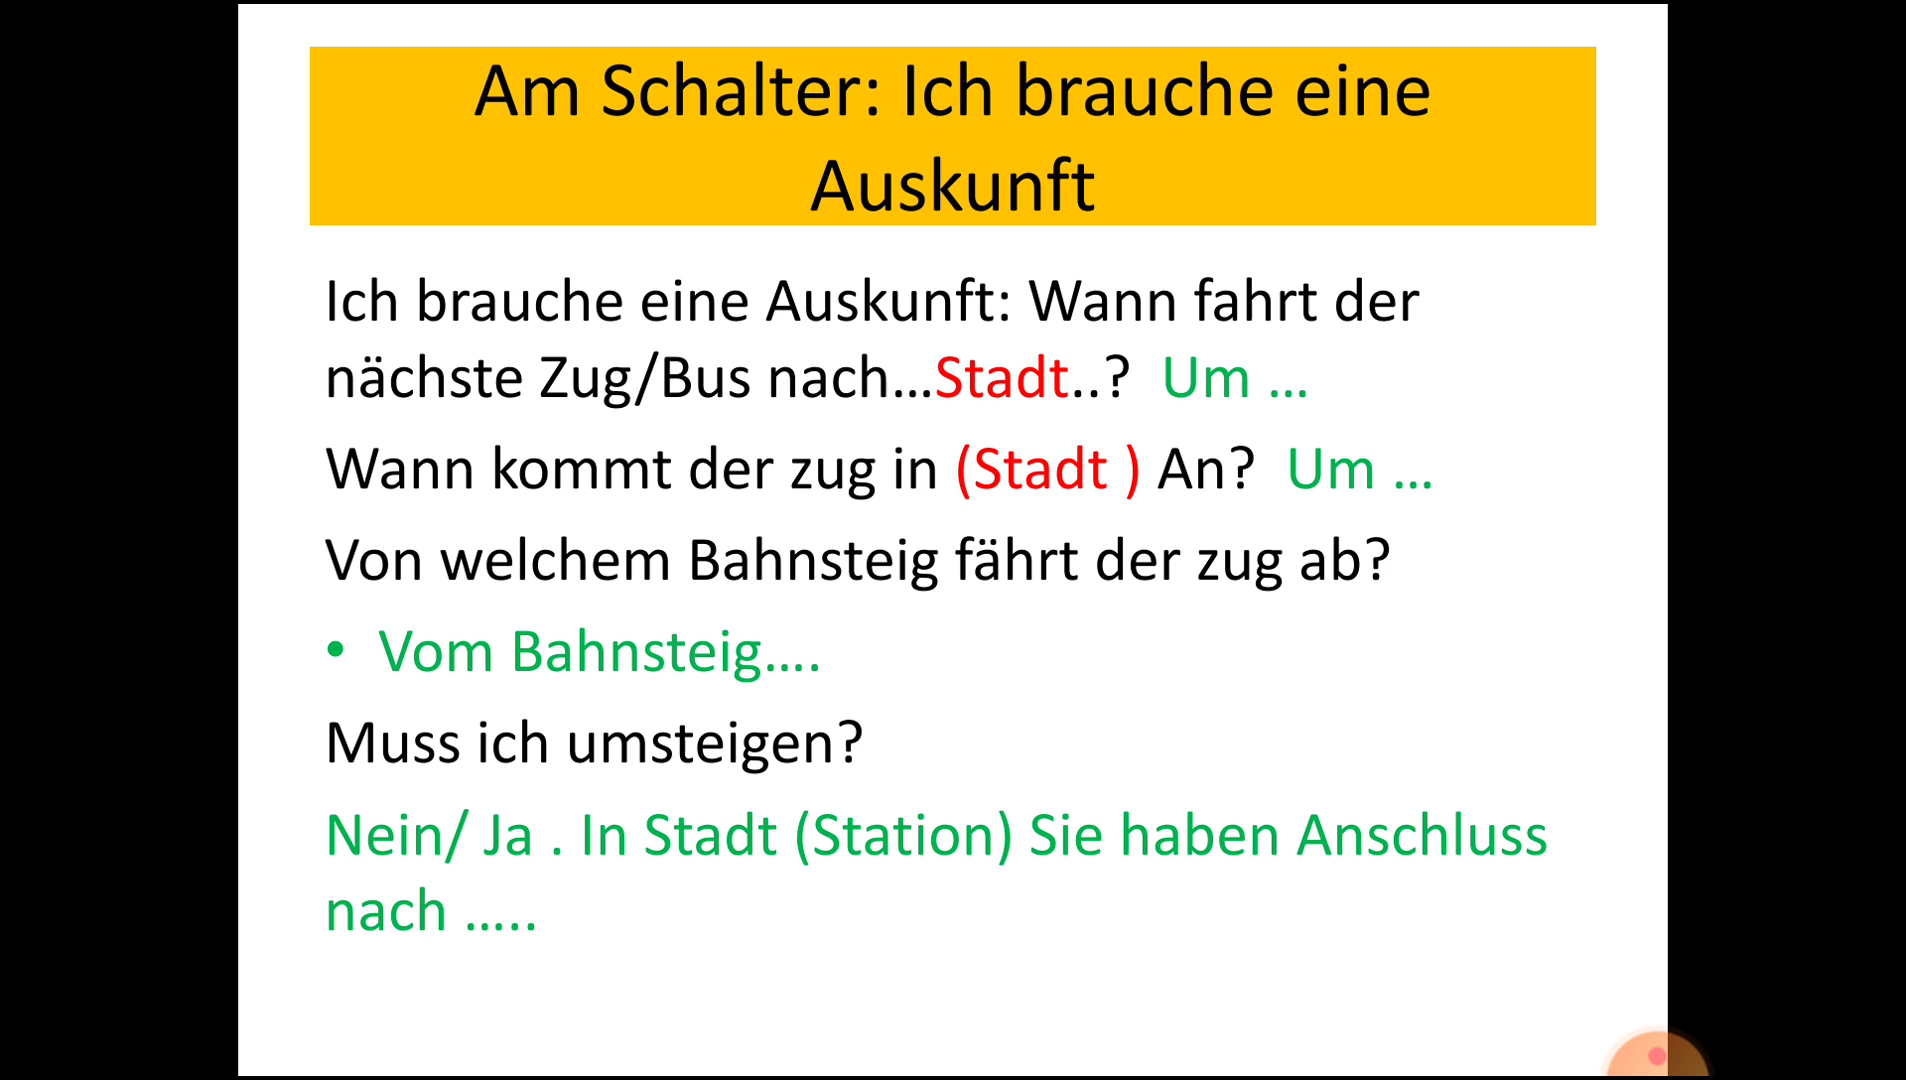 Am Schalter: Ich brauche eine
Auskunft
Ich brauche eine Auskunft: Wann fahrt der
nächste Zug/Bus nach...Stadt..? Um ...
Wann kommt der zug in (Stadt ) An? Um ...
Von welchem Bahnsteig fährt der zug ab?
• Vom Bahnsteig....
Muss ich umsteigen?
Nein/ Ja . In Stadt (Station) Sie haben Anschluss
nach .....